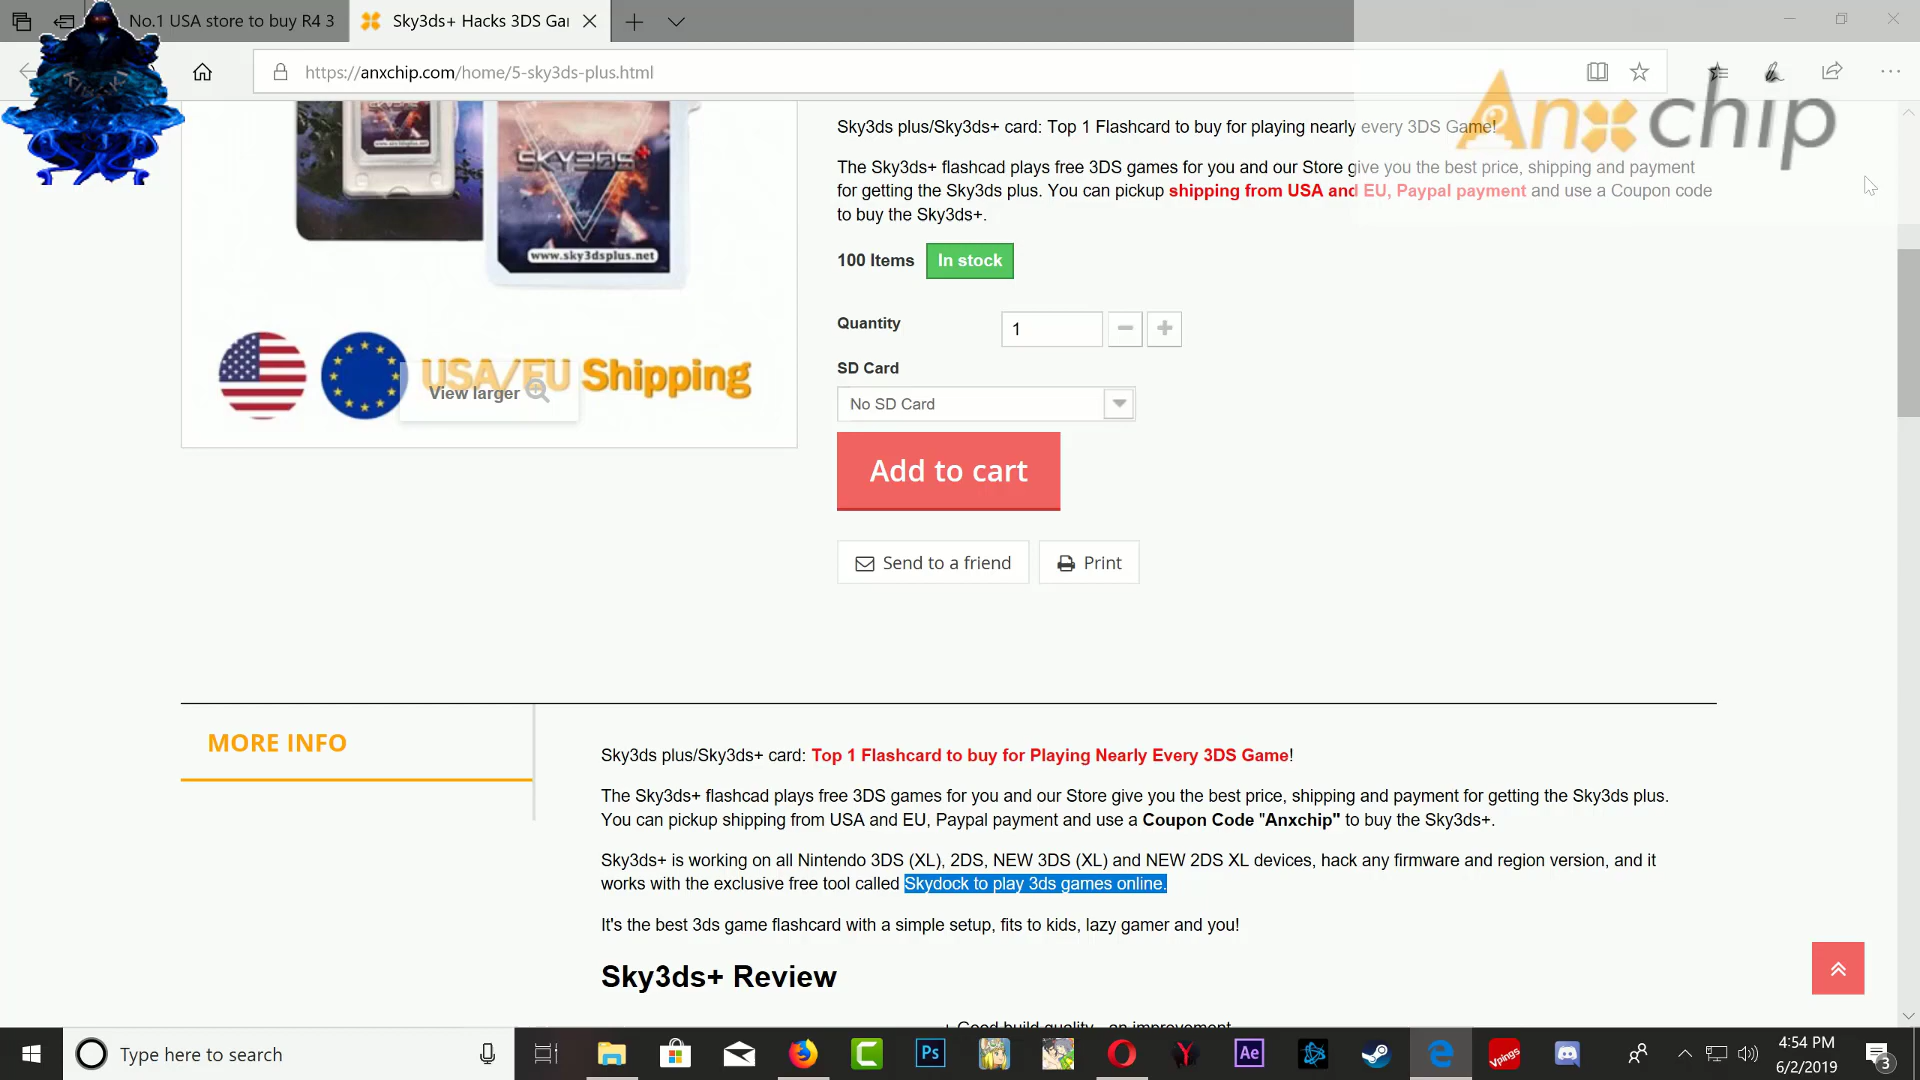 No.1 USA store to buy R4 3
Sky3ds+ Hacks 3DS Gar
https://anxchip.com/home/5-sky3ds-plus.html
Anxchip
SKY3DS+
www.sky3dsplus.net
USA/EU Shipping
View larger
Sky3ds plus/Sky3ds+ card: Top 1 Flashcard to buy for playing nearly every 3DS Game!
The Sky3ds+ flashcad plays free 3DS games for you and our Store give you the best price, shipping and payment
for getting the Sky3ds plus. You can pickup shipping from USA and EU, Paypal payment and use a Coupon code
to buy the Sky3ds+.
100 Items In stock
Quantity 1
SD Card
No SD Card
Add to cart
Send to a friend Print
MORE INFO
Sky3ds plus/Sky3ds+ card: Top 1 Flashcard to buy for Playing Nearly Every 3DS Game!
The Sky3ds+ flashcad plays free 3DS games for you and our Store give you the best price, shipping and payment for getting the Sky3ds plus.
You can pickup shipping from USA and EU, Paypal payment and use a Coupon Code "Anxchip" to buy the Sky3ds+.
Sky3ds+ is working on all Nintendo 3DS (XL), 2DS, NEW 3DS (XL) and NEW 2DS XL devices, hack any firmware and region version, and it
works with the exclusive free tool called Skydock to play 3ds games online.
It's the best 3ds game flashcard with a simple setup, fits to kids, lazy gamer and you!
Sky3ds+ Review
+ Good build quality - an improvement
Type here to search
Ps
Ae
Vpings
4:54 PM
6/2/2019
3